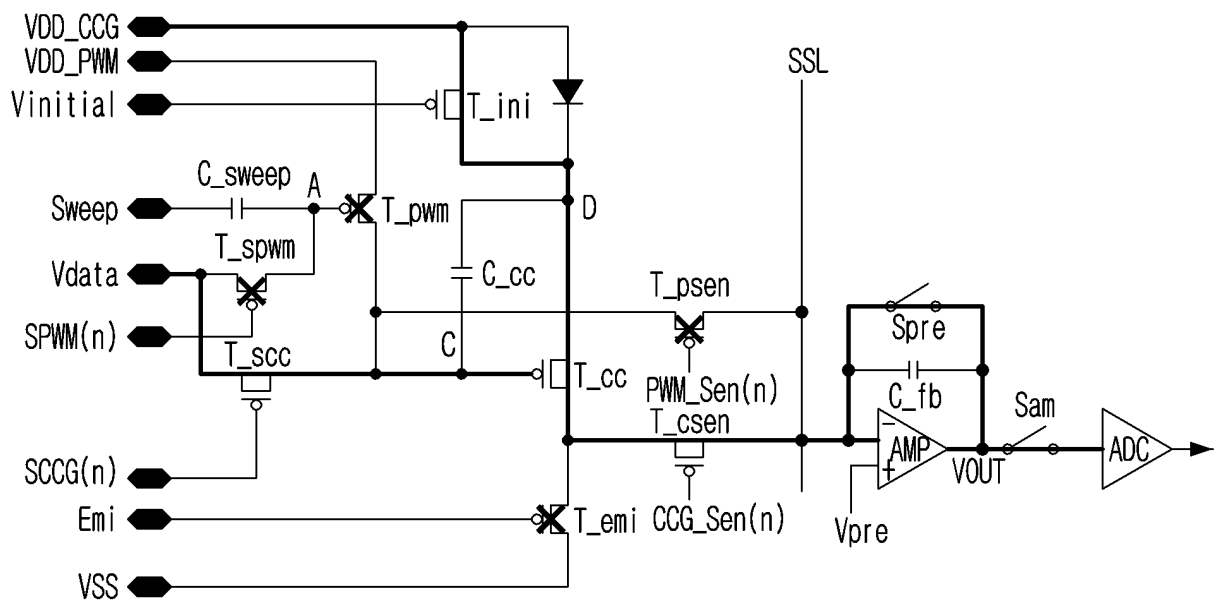 VDD_CCG
VDD_PWM
SSL
Vinitial
T_ini
C_sweep
A
Sweep
T_pwm
D
T_spwm
Vdata
C_cc
T_psen
SPWM(n)
Spre
T_scc
C
T_cc
PWM_Sen(n)
C_fb
T_csen
Sam
−
AMP
+
VOUT
ADC
SCCG(n)
Emi
T_emi
CCG_Sen(n)
Vpre
VSS